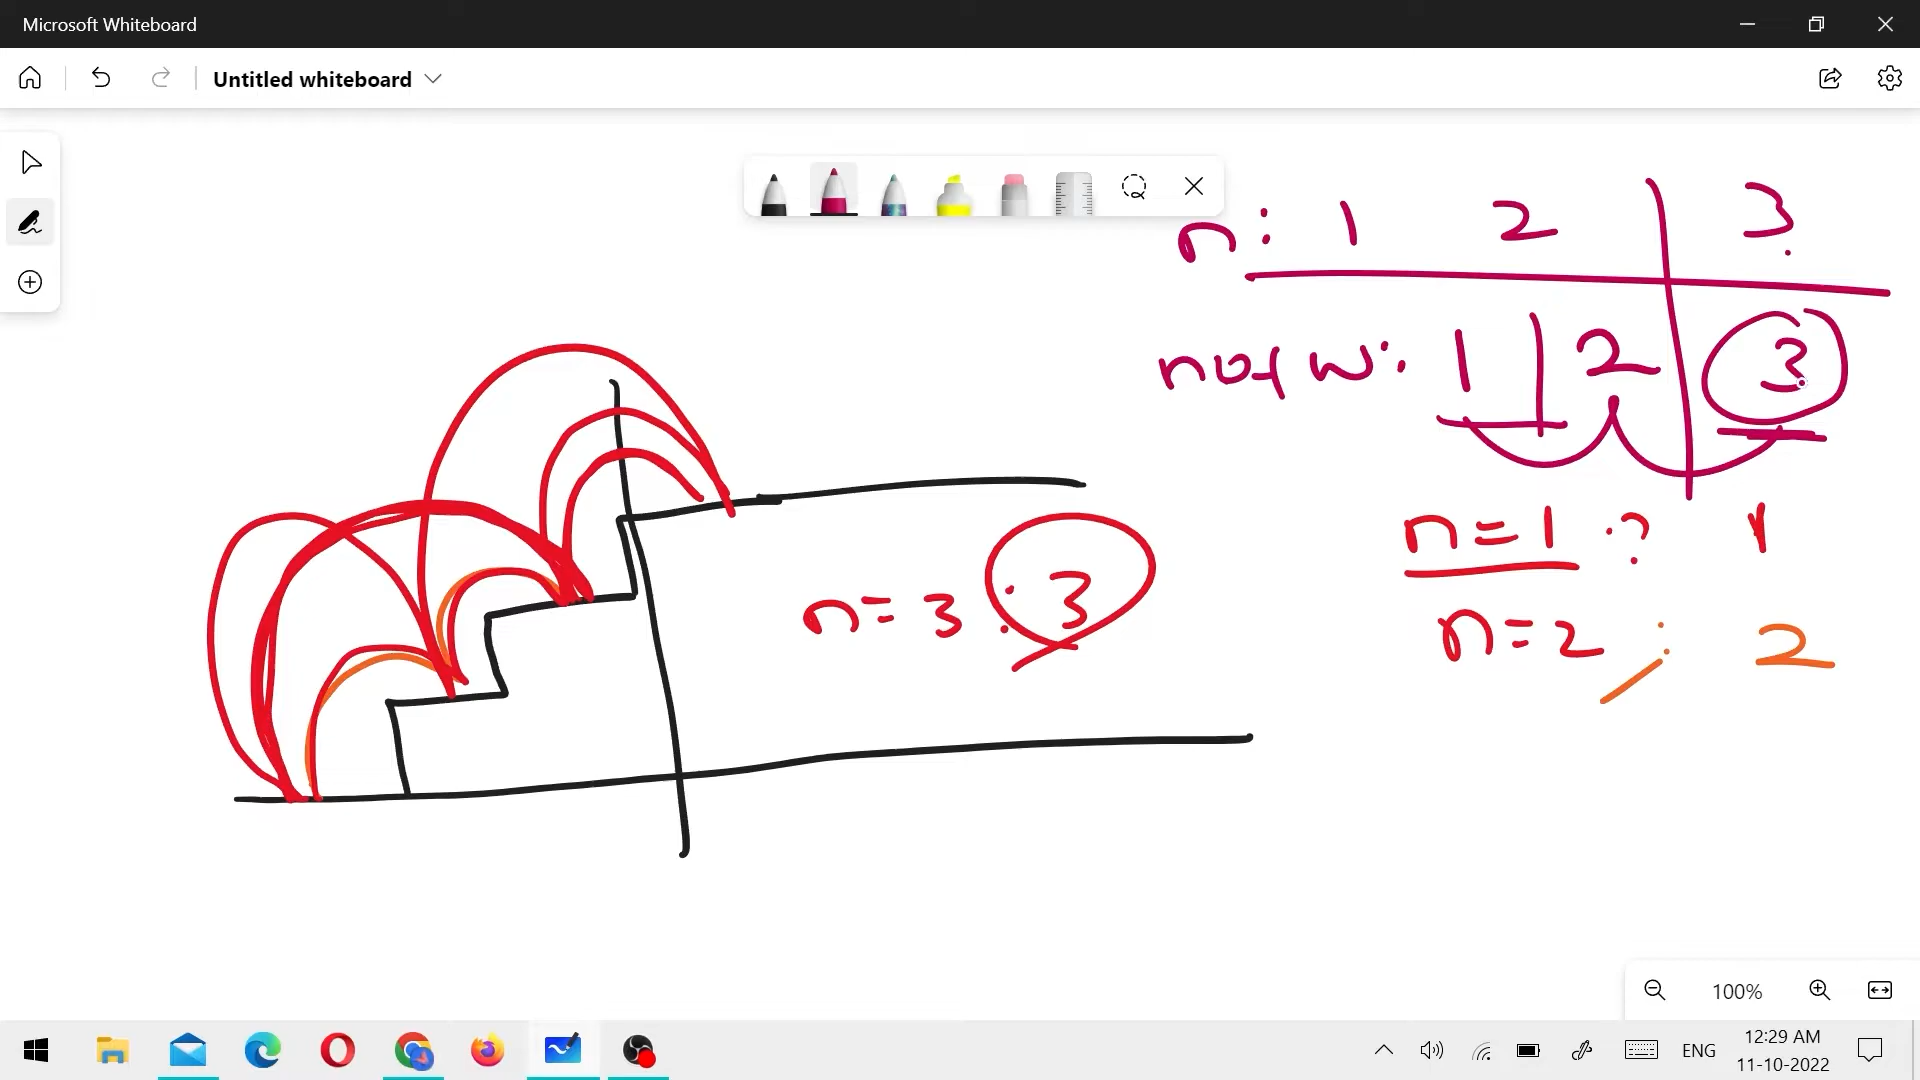 Microsoft Whiteboard
Untitled whiteboard
n: 1 2 3
no of w: 1 2 3
n=1 ? 1
n= 3 : 3
n=2 : 2
100%
ENG
12:29 AM
11-10-2022